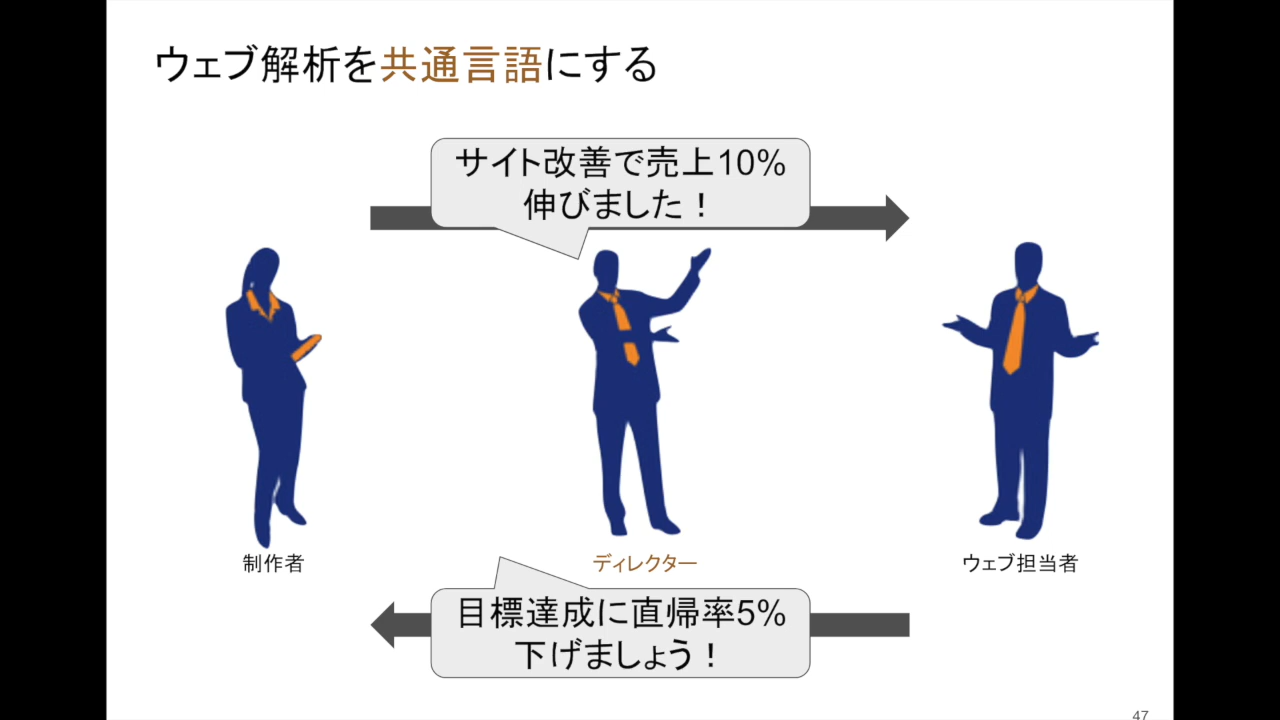 ウェブ解析を共通言語にする
サイト改善で売上10%
伸びました！
制作者
ディレクター
ウェブ担当者
目標達成に直帰率5%
下げましょう！
47